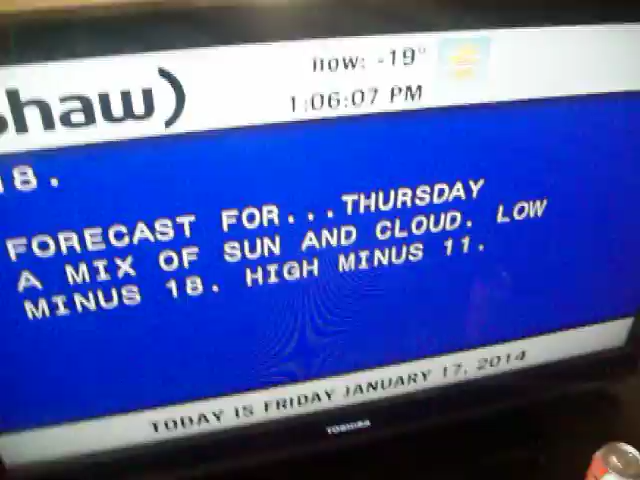 shaw)
now: -19°
1:06:07 PM
18.
FORECAST FOR...THURSDAY
A MIX OF SUN AND CLOUD. LOW
MINUS 18. HIGH MINUS 11.
TODAY IS FRIDAY JANUARY 17, 2014
TOSHIBA